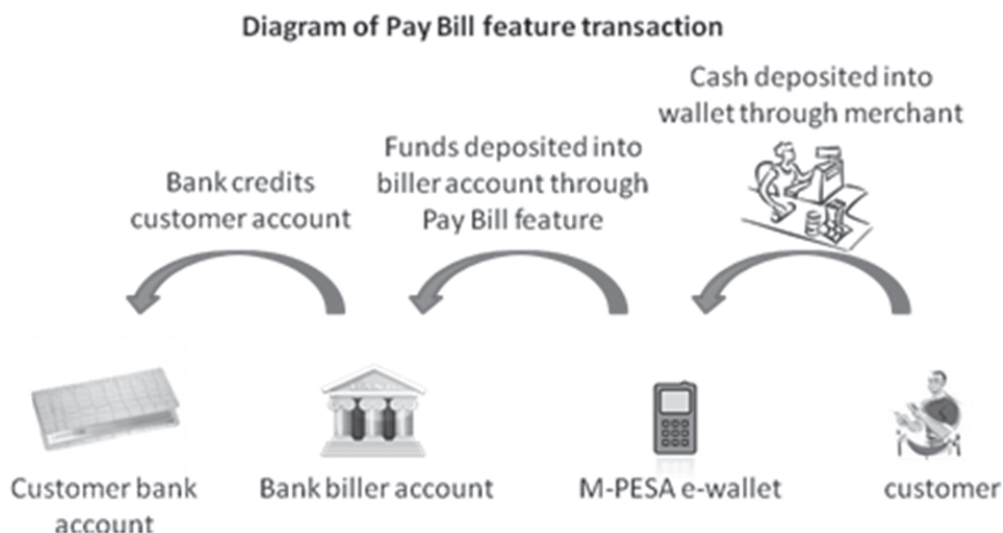 Diagram of Pay Bill feature transaction
Cash deposited into
wallet through merchant
Funds deposited into
biller account through
Pay Bill feature
Bank credits
customer account
Customer bank
account
Bank biller account
M-PESA e-wallet
customer